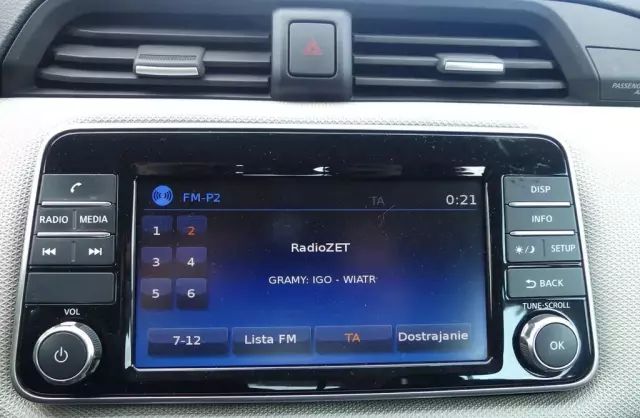 PASSENGER
FM-P2
TA
0:21
1 2
3 4
5 6
RadioZET
GRAMY: IGO - WIATR
7-12
Lista FM
TA
Dostrajanie
RADIO
MEDIA
VOL
DISP
INFO
SETUP
BACK
TUNE·SCROLL
OK